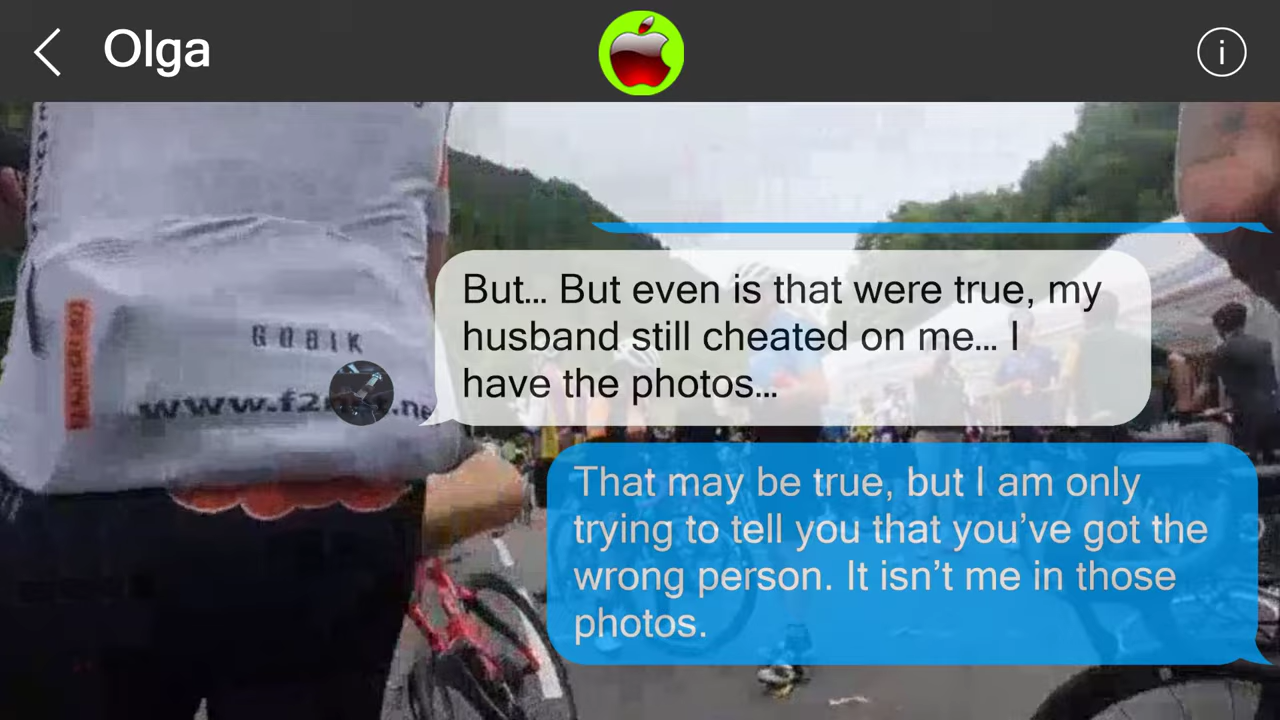 Olga
i
But... But even is that were true, my
husband still cheated on me... I
have the photos...
GOBIK
That may be true, but I am only
trying to tell you that you've got the
wrong person. It isn't me in those
photos.